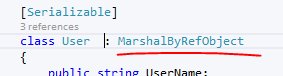 [Serializable]
3 references
class User : MarshalByRefObject
{
public string UserName;